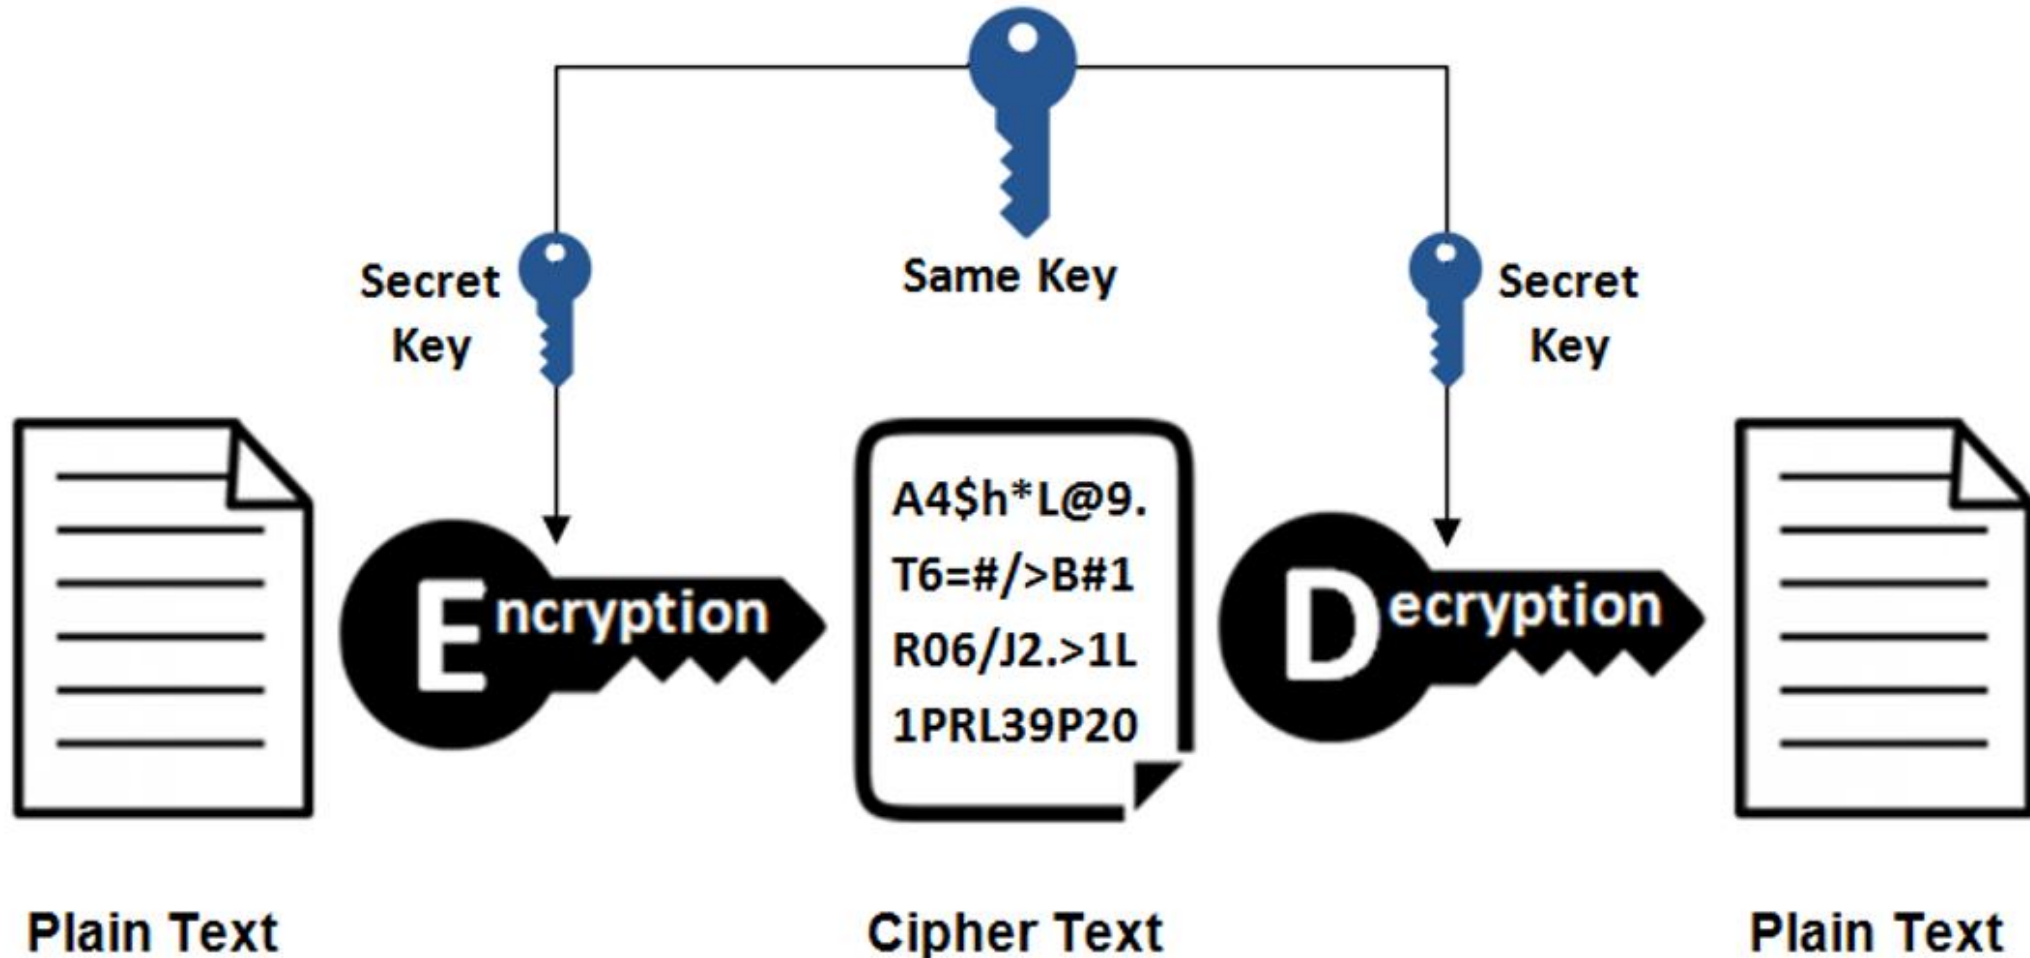 Same Key
Secret
Key
Secret
Key
Encryption
A4$h*L@9.
T6=#/>B#1
R06/J2.>1L
1PRL39P20
Decryption
Plain Text
Cipher Text
Plain Text